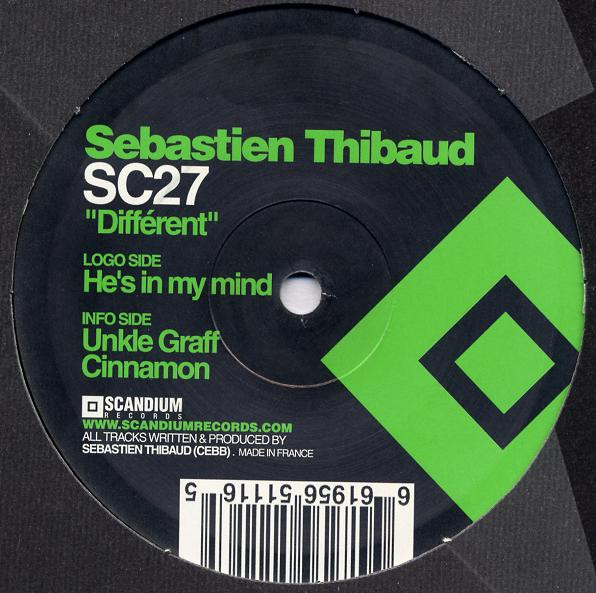 Sebastien Thibaud
SC27
"Différent"
LOGO SIDE
He's in my mind
INFO SIDE
Unkle Graff
Cinnamon
SCANDIUM
RECORDS
WWW.SCANDIUMRECORDS.COM
ALL TRACKS WRITTEN & PRODUCED BY
SEBASTIEN THIBAUD (CEBB). MADE IN FRANCE
6 61956 51116 5